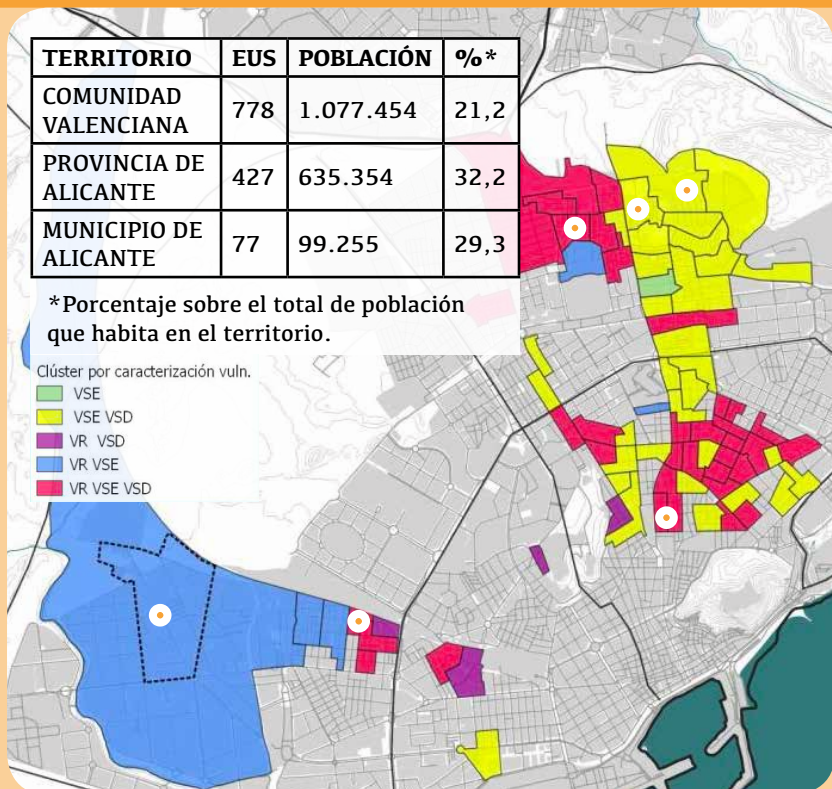 TERRITORIO EUS POBLACIÓN %*
COMUNIDAD
VALENCIANA 778 1.077.454 21,2
PROVINCIA DE
ALICANTE 427 635.354 32,2
MUNICIPIO DE
ALICANTE 77 99.255 29,3
*Porcentaje sobre el total de población
que habita en el territorio.
Clúster por caracterización vuln.
VSE
VSE VSD
VR VSD
VR VSE
VR VSE VSD